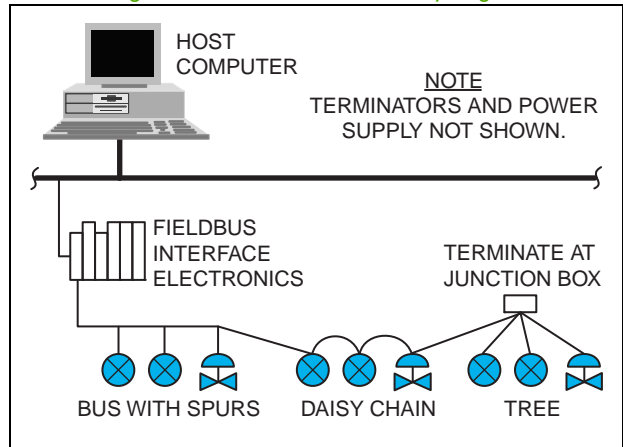 HOST
COMPUTER
NOTE
TERMINATORS AND POWER
SUPPLY NOT SHOWN.
FIELDBUS
INTERFACE
ELECTRONICS
TERMINATE AT
JUNCTION BOX
BUS WITH SPURS
DAISY CHAIN
TREE